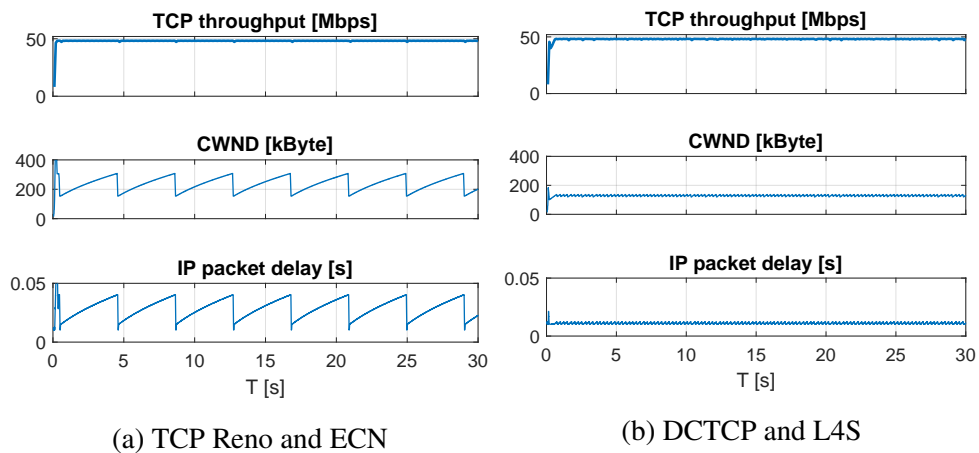 TCP throughput [Mbps]
50
0
CWND [kByte]
400
200
0
IP packet delay [s]
0.05
0
0 5 10 15 20 25 30
T [s]
(a) TCP Reno and ECN
TCP throughput [Mbps]
50
0
CWND [kByte]
400
200
0
IP packet delay [s]
0.05
0
0 5 10 15 20 25 30
T [s]
(b) DCTCP and L4S